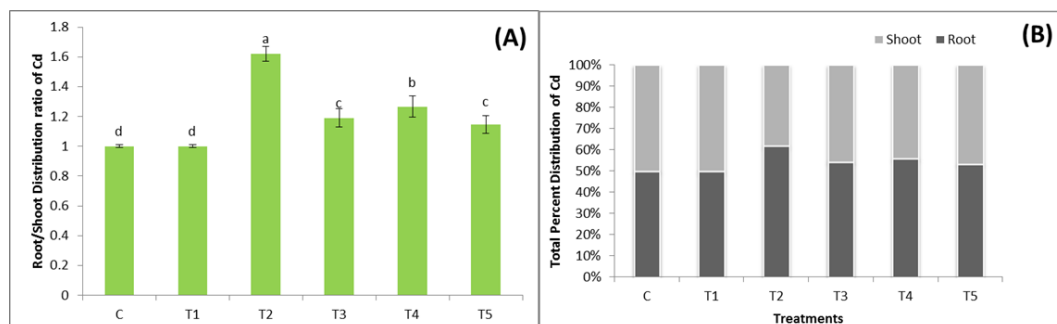 (A)
Root/Shoot Distribution ratio of Cd
1.8
1.6
1.4
1.2
1
0.8
0.6
0.4
0.2
0
d
d
a
c
b
c
C
T1
T2
T3
T4
T5
(B)
Shoot
Root
Total Percent Distribution of Cd
100%
90%
80%
70%
60%
50%
40%
30%
20%
10%
0%
C
T1
T2
T3
T4
T5
Treatments